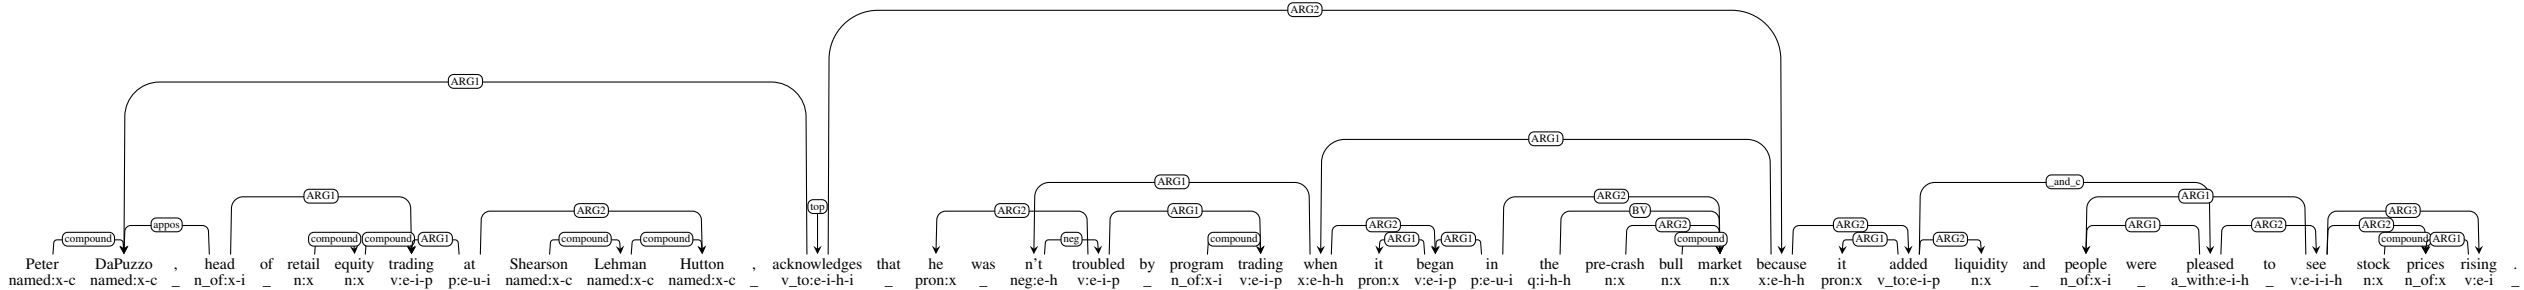 ARG2
ARG1
ARG1
ARG1 top ARG1 _and_c
ARG1 ARG2 ARG2 ARG1 ARG2 BV ARG1 ARG3
appos ARG2 ARG2 ARG2 ARG1 ARG2 ARG2
compound compound compound ARG1 compound compound neg compound ARG1 ARG1 compound ARG1 ARG2 compound ARG1
Peter DaPuzzo , head of retail equity trading at Shearson Lehman Hutton , acknowledges that he was n't troubled by program trading when it began in the pre-crash bull market because it added liquidity and people were pleased to see stock prices rising .
named:x-c named:x-c _ n_of:x-i _ n:x n:x v:e-i-p p:e-u-i named:x-c named:x-c named:x-c _ v_to:e-i-h-i _ pron:x _ neg:e-h v:e-i-p _ n_of:x-i v:e-i-p x:e-h-h pron:x v:e-i-p p:e-u-i q:i-h-h n:x n:x n:x x:e-h-h pron:x v_to:e-i-p n:x _ n_of:x-i _ a_with:e-i-h _ v:e-i-i-h n:x n_of:x v:e-i _